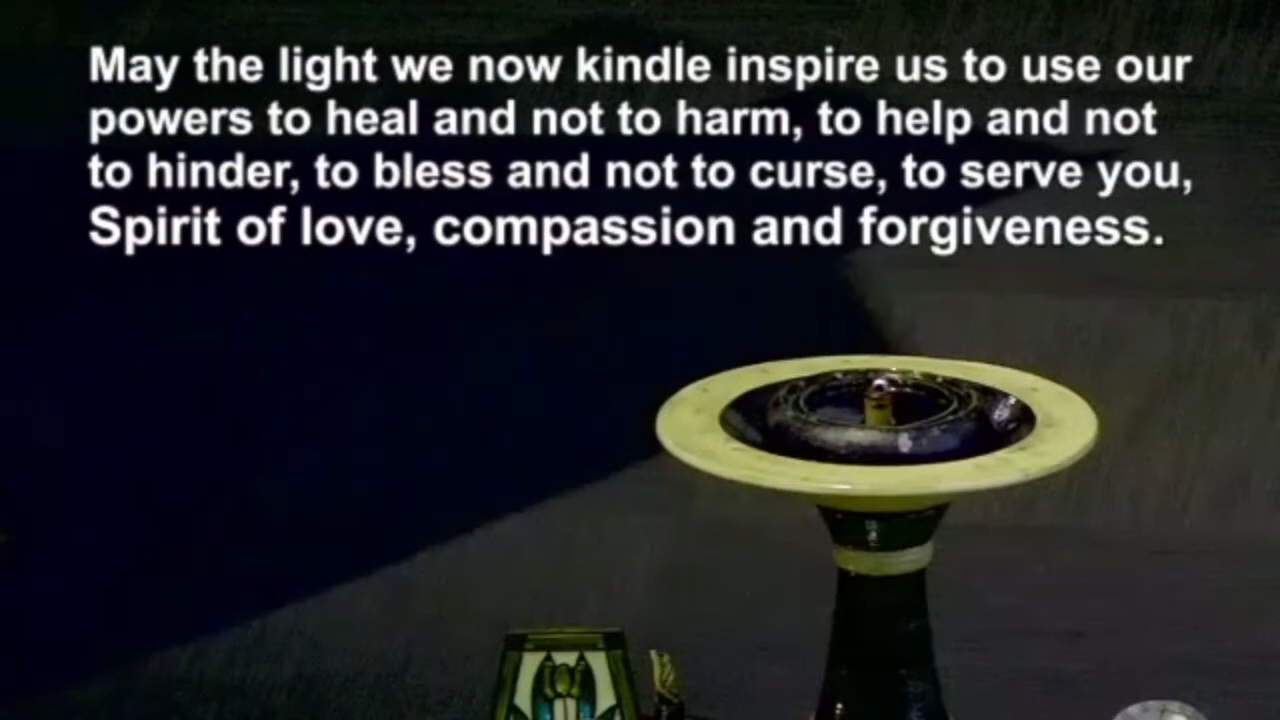 May the light we now kindle inspire us to use our
powers to heal and not to harm, to help and not
to hinder, to bless and not to curse, to serve you,
Spirit of love, compassion and forgiveness.